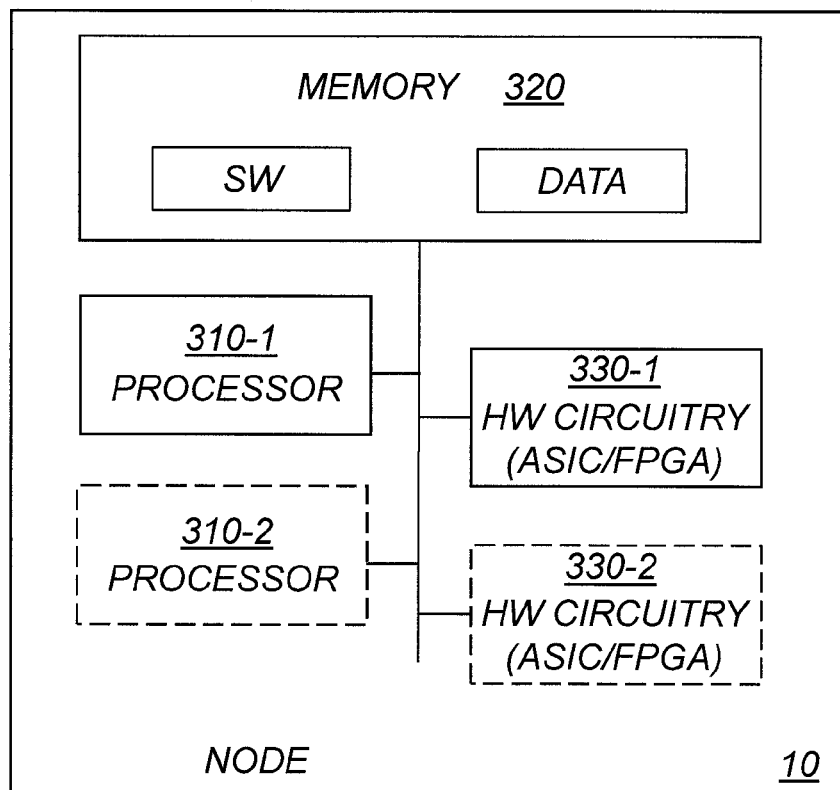 MEMORY 320
SW
DATA
310-1
PROCESSOR
330-1
HW CIRCUITRY
(ASIC/FPGA)
310-2
PROCESSOR
330-2
HW CIRCUITRY
(ASIC/FPGA)
NODE
10